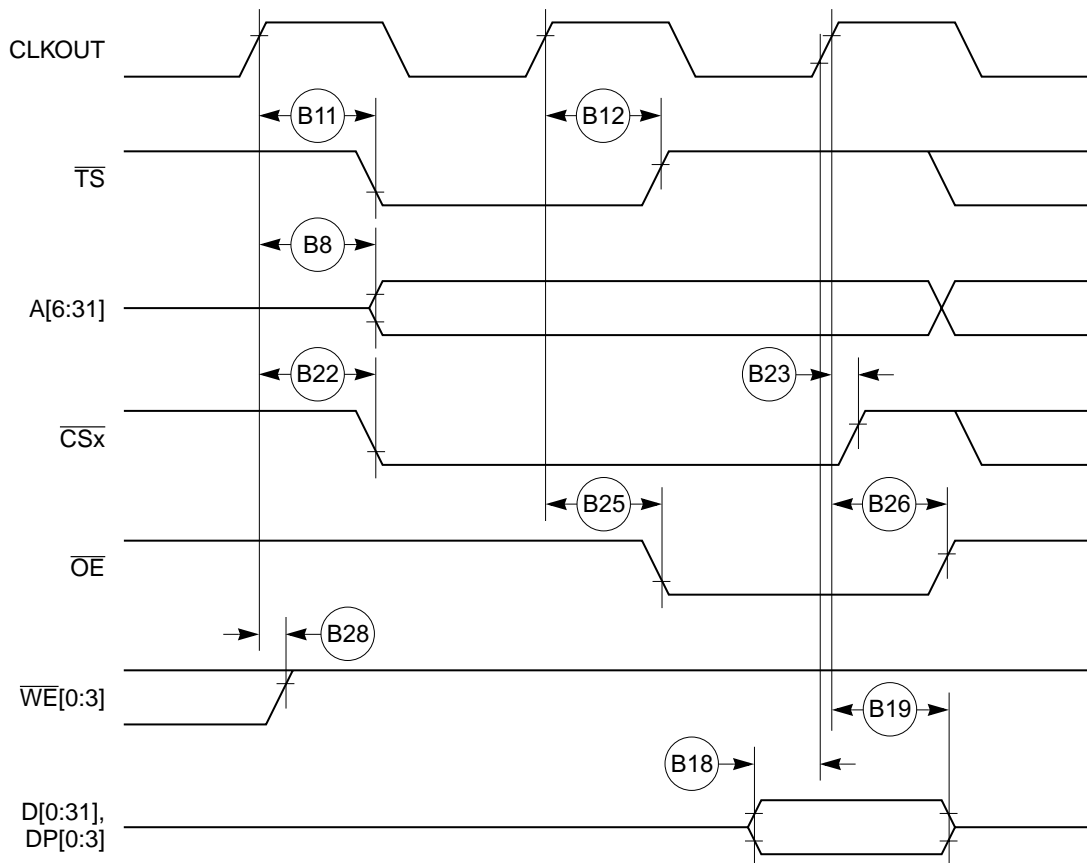 CLKOUT
B11
B12
TS
B8
A[6:31]
B22
B23
CSx
B25
B26
OE
B28
WE[0:3]
B19
B18
D[0:31],
DP[0:3]